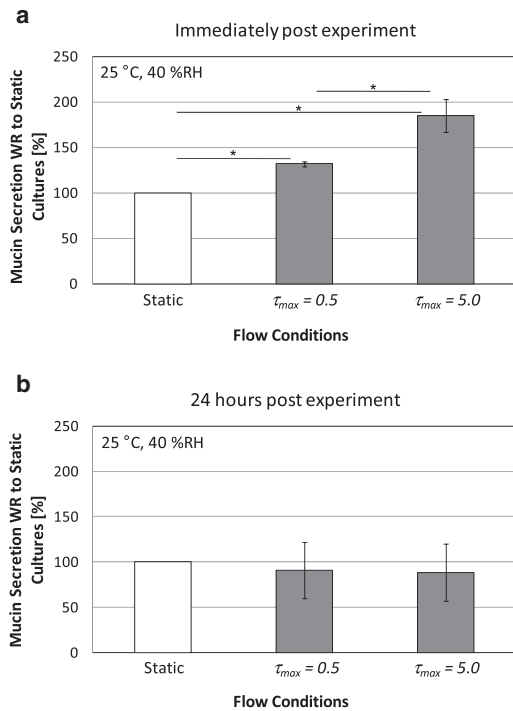 a
Immediately post experiment
Mucin Secretion WR to Static
Cultures [%]
250
200
150
100
50
0
25 °C, 40 %RH
*
*
*
Static
τmax = 0.5
τmax = 5.0
Flow Conditions
b
24 hours post experiment
Mucin Secretion WR to Static
Cultures [%]
250
200
150
100
50
0
25 °C, 40 %RH
Static
τmax = 0.5
τmax = 5.0
Flow Conditions